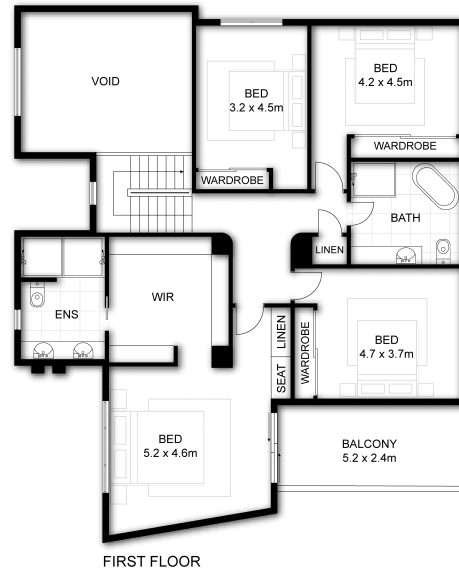 VOID
BED
3.2 x 4.5m
BED
4.2 x 4.5m
WARDROBE
WARDROBE
BATH
LINEN
WIR
ENS
LINEN
SEAT
WARDROBE
BED
4.7 x 3.7m
BED
5.2 x 4.6m
BALCONY
5.2 x 2.4m
FIRST FLOOR